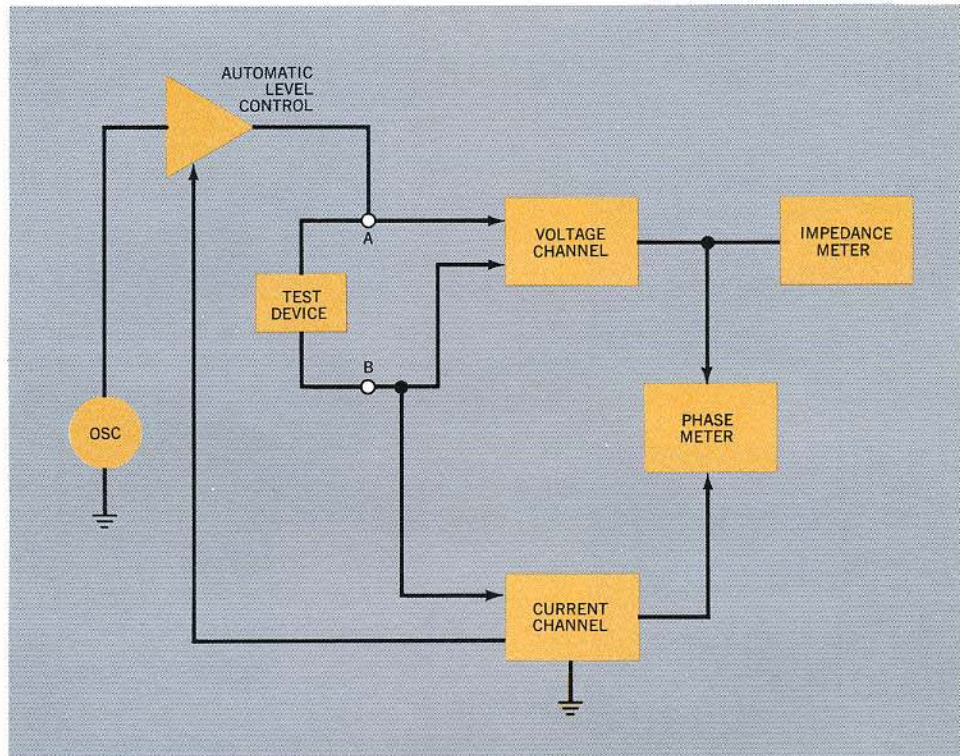 AUTOMATIC
LEVEL
CONTROL
A
VOLTAGE
CHANNEL
IMPEDANCE
METER
TEST
DEVICE
B
OSC
PHASE
METER
CURRENT
CHANNEL